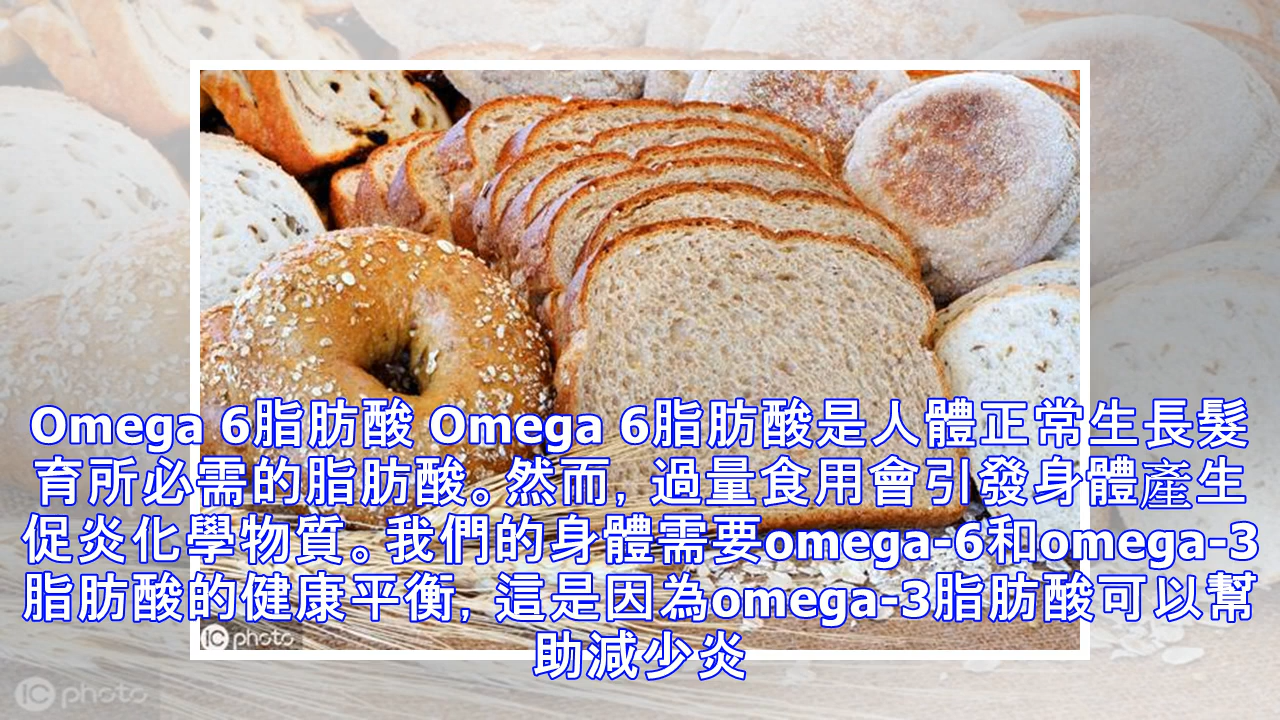 Omega 6脂肪酸 Omega 6脂肪酸是人體正常生長髮
育所必需的脂肪酸。然而，過量食用會引發身體產生
促炎化學物質。我們的身體需要omega-6和omega-3
脂肪酸的健康平衡，這是因為omega-3脂肪酸可以幫
助減少炎
IC photo
IC photo